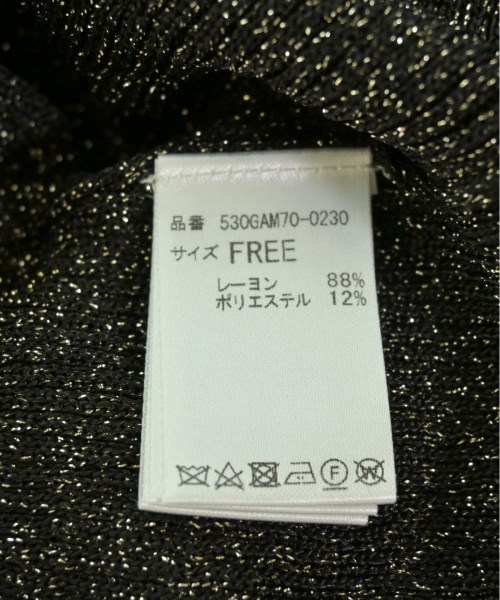 品番 530GAM70-0230
サイズ FREE
レーヨン 88%
ポリエステル 12%
F W